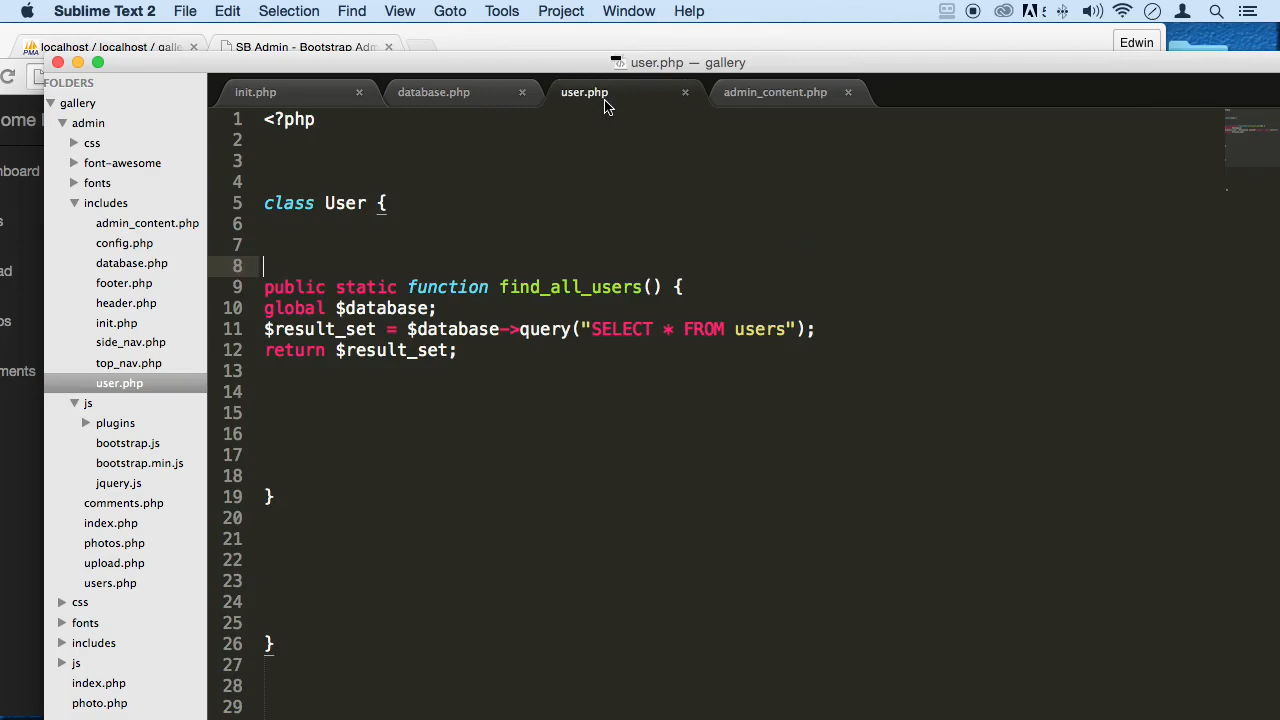 Sublime Text 2 File Edit Selection Find View Goto Tools Project Window Help
localhost / localhost / galle SB Admin - Bootstrap Adm Edwin
user.php — gallery
FOLDERS
gallery
admin
css
font-awesome
fonts
includes
admin_content.php
config.php
database.php
footer.php
header.php
init.php
side_nav.php
top_nav.php
user.php
js
plugins
bootstrap.js
bootstrap.min.js
jquery.js
comments.php
index.php
photos.php
upload.php
users.php
css
fonts
includes
js
index.php
photo.php
init.php database.php user.php admin_content.php
1 <?php
2
3
4
5 class User {
6
7
8
9 public static function find_all_users() {
10 global $database;
11 $result_set = $database->query("SELECT * FROM users");
12 return $result_set;
13
14
15
16
17
18
19 }
20
21
22
23
24
25
26 }
27
28
29